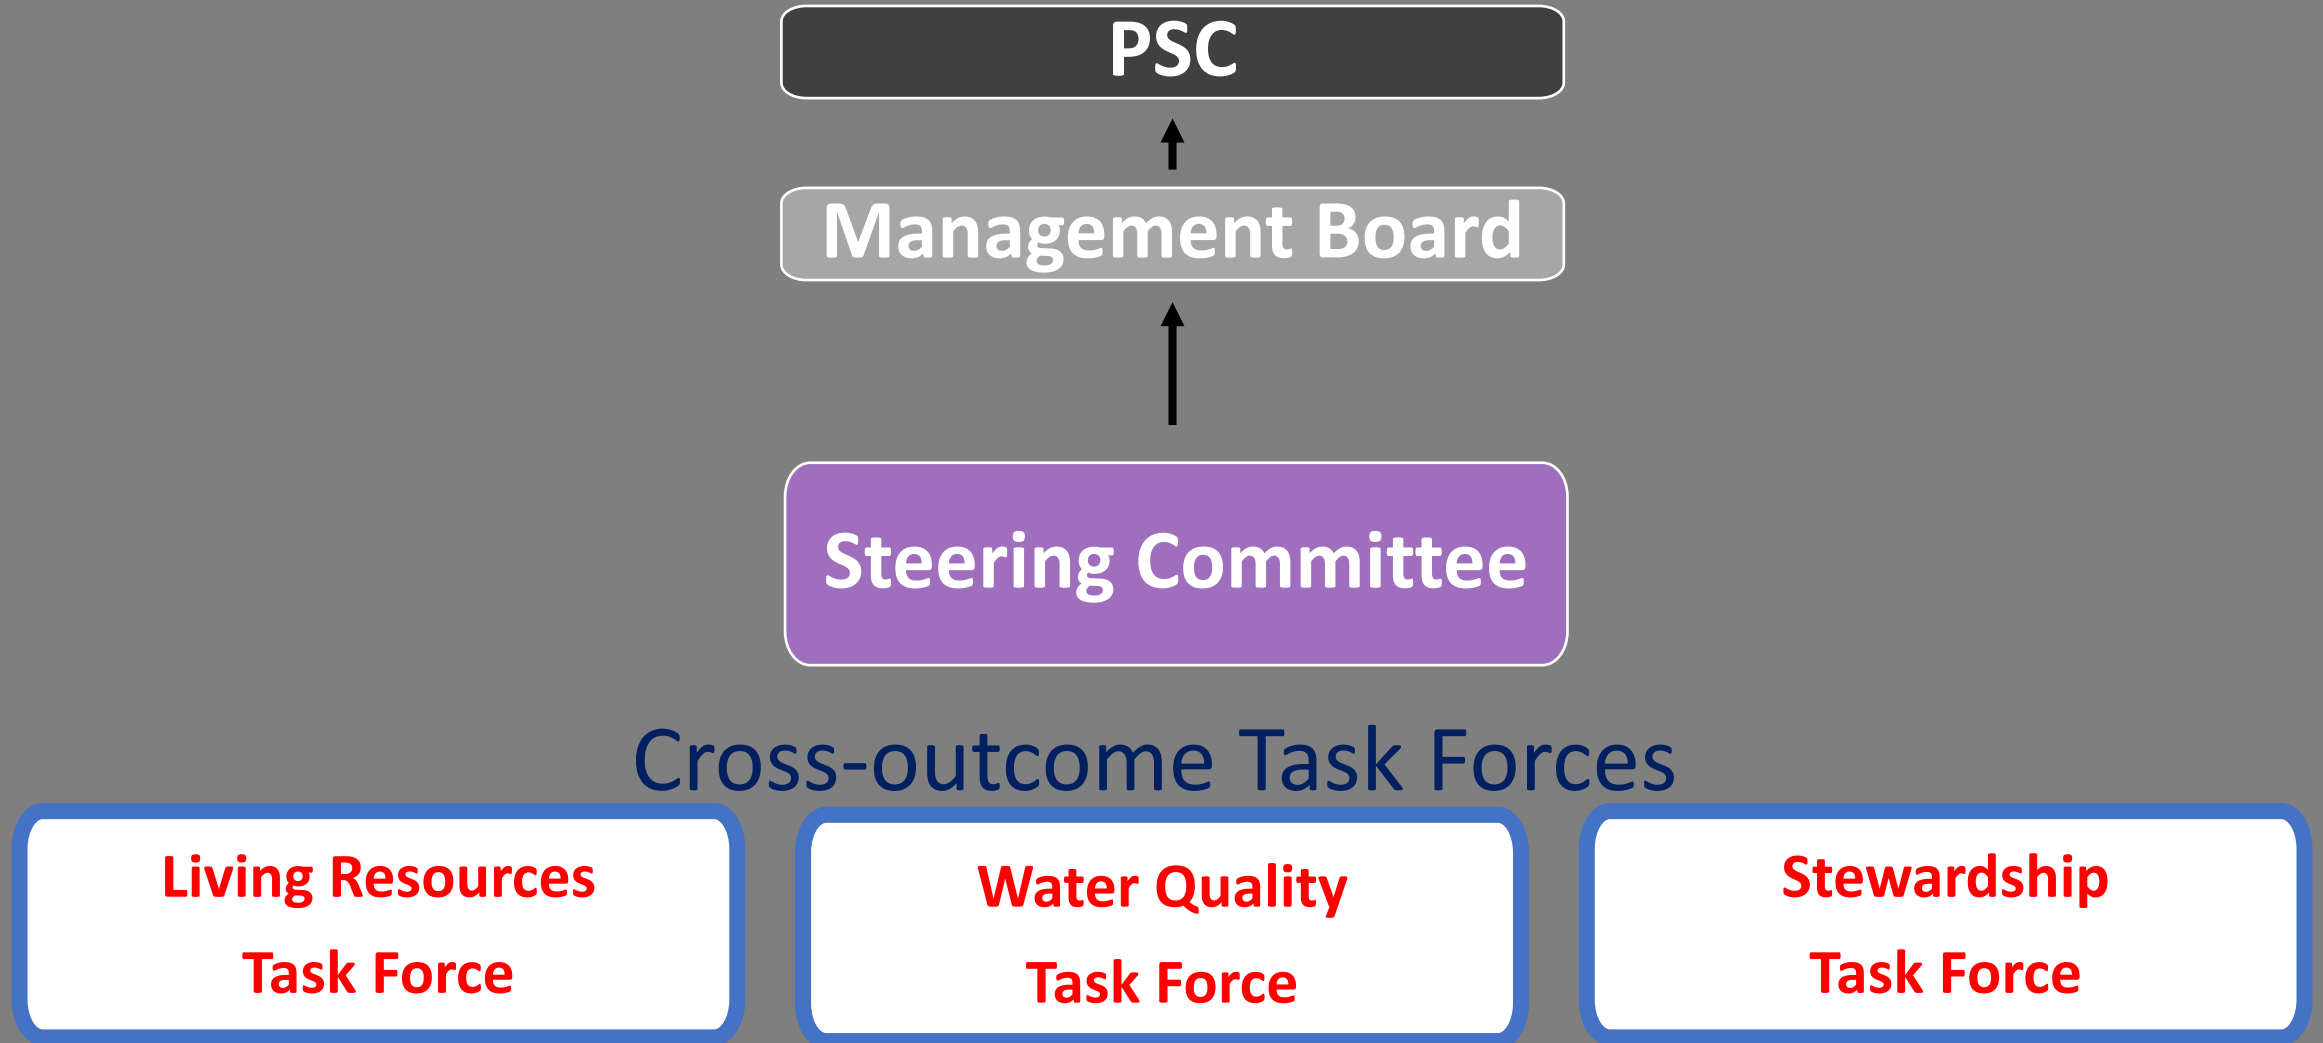 PSC
Management Board
Steering Committee
Cross-outcome Task Forces
Living Resources
Task Force
Water Quality
Task Force
Stewardship
Task Force